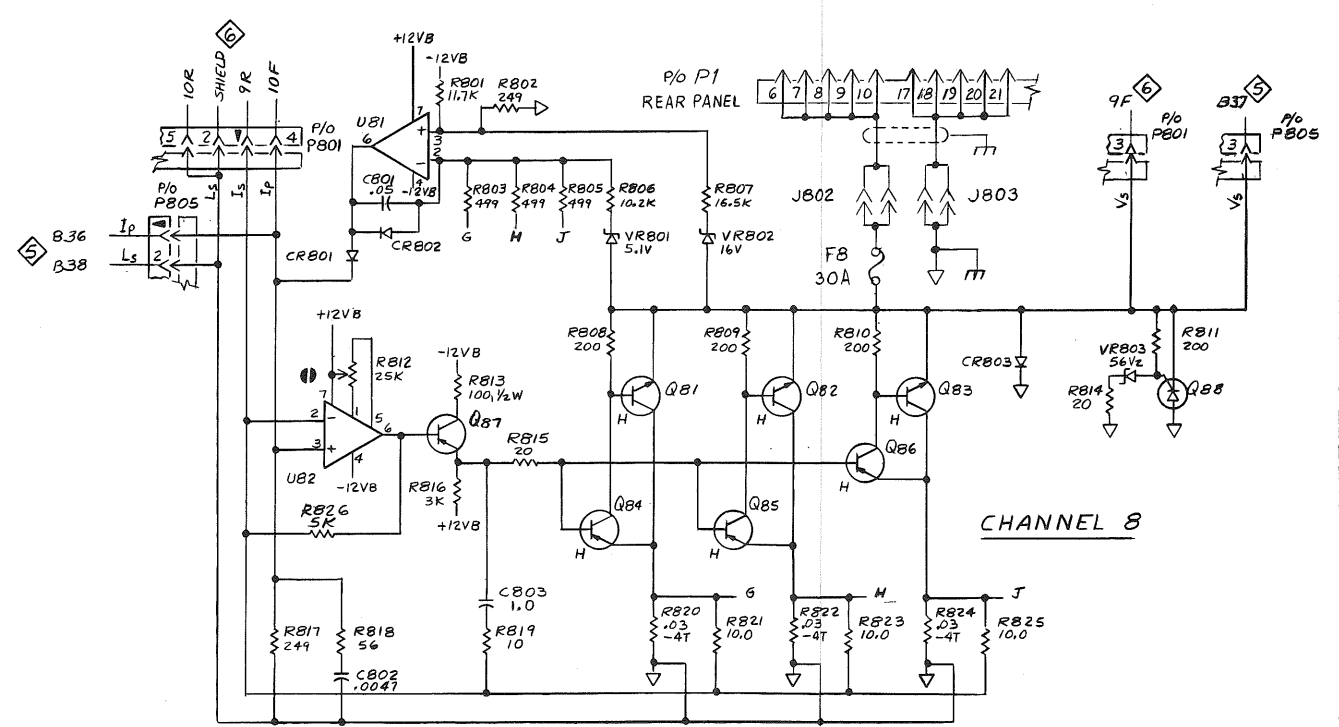 6
10R
SHIELD
9R
10F
5 2 4
P/o
P801
Ls
Is
Ip
P/o
P805
2
5
B36
Ip
B38
Ls
+12VB
-12VB
R801
11.7K
R802
249
U81
7
6
+
3
2
-
4
-12VB
C801
.05
CR802
CR801
R803
499
R804
499
R805
499
G
H
J
R806
10.2K
R807
16.5K
VR801
5.1V
VR802
16V
P/o P1
REAR PANEL
6 7 8 9 10 17 18 19 20 21
J802
J803
F8
30A
9F
6
P/o
P801
3
Vs
B37
5
P/o
P805
3
Vs
+12VB
R812
25K
7
1
5
2
-
3
+
6
4
U82
-12VB
-12VB
R813
100,1/2W
Q87
R816
3K
+12VB
R815
20
R826
5K
R808
200
R809
200
R810
200
Q81
H
Q82
H
Q83
H
Q84
H
Q85
H
Q86
H
CR803
VR803
56V2
R811
200
R814
20
Q88
CHANNEL 8
R817
249
R818
56
C802
.0047
C803
1.0
R819
10
R820
.03
-4T
R821
10.0
G
R822
.03
-4T
R823
10.0
H
R824
.03
-4T
R825
10.0
J